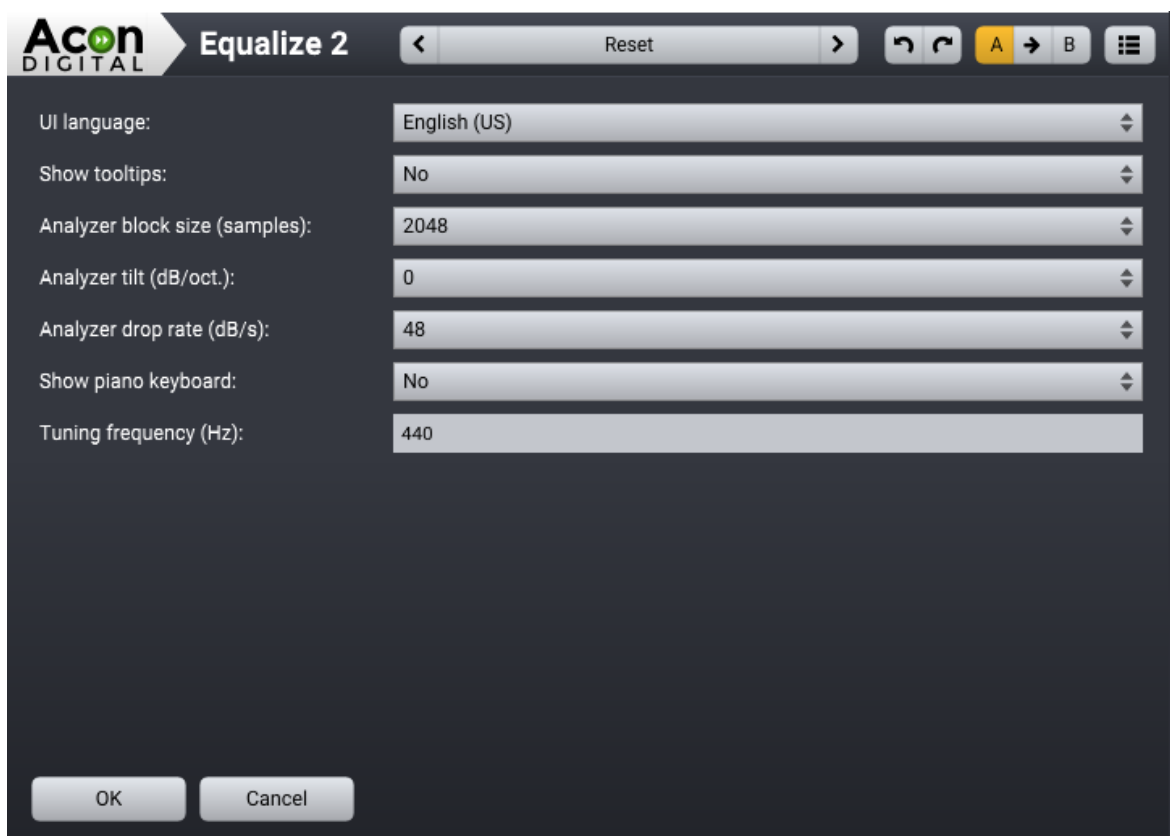 Acon
DIGITAL
Equalize 2
Reset
A
B
UI language:
English (US)
Show tooltips:
No
Analyzer block size (samples):
2048
Analyzer tilt (dB/oct.):
0
Analyzer drop rate (dB/s):
48
Show piano keyboard:
No
Tuning frequency (Hz):
440
OK
Cancel